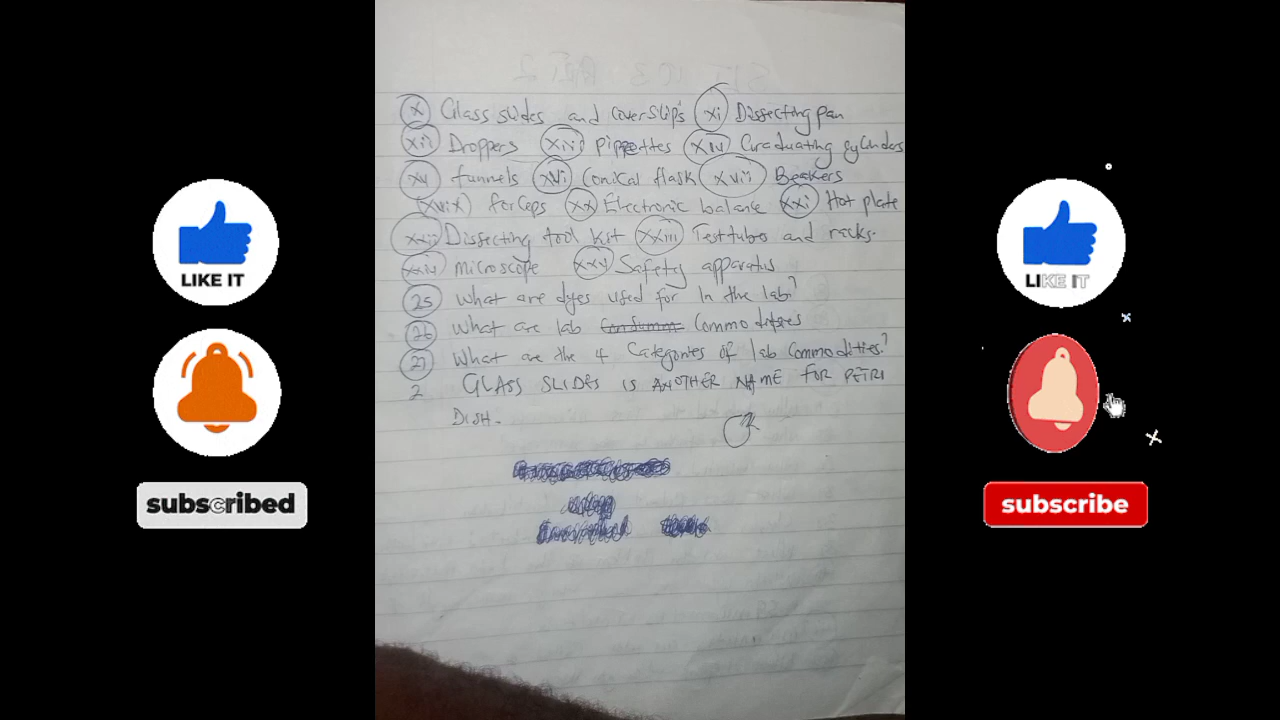 (x) Glass slides and coverslip's (xi) Dissecting pan
(xii) Droppers (xiii) pippettes (xiv) Graduating cylinders
(xv) funnels (xvi) Conical flask (xvii) Beakers
(xvix) forceps (xx) Electronic balance (xxi) Hot plate
(xxii) Dissecting tool kit (xxiii) Test tubes and racks.
(xxiv) microscope (xxv) Safety apparatus
(25) What are dyes used for in the lab?
(26) What are lab Commodities
(27) What are the 4 Categories of lab Commodities?
2 GLASS SLIDES IS ANOTHER NAME FOR PETRI
DISH.
LIKE IT
subscribed
LIKE IT
subscribe